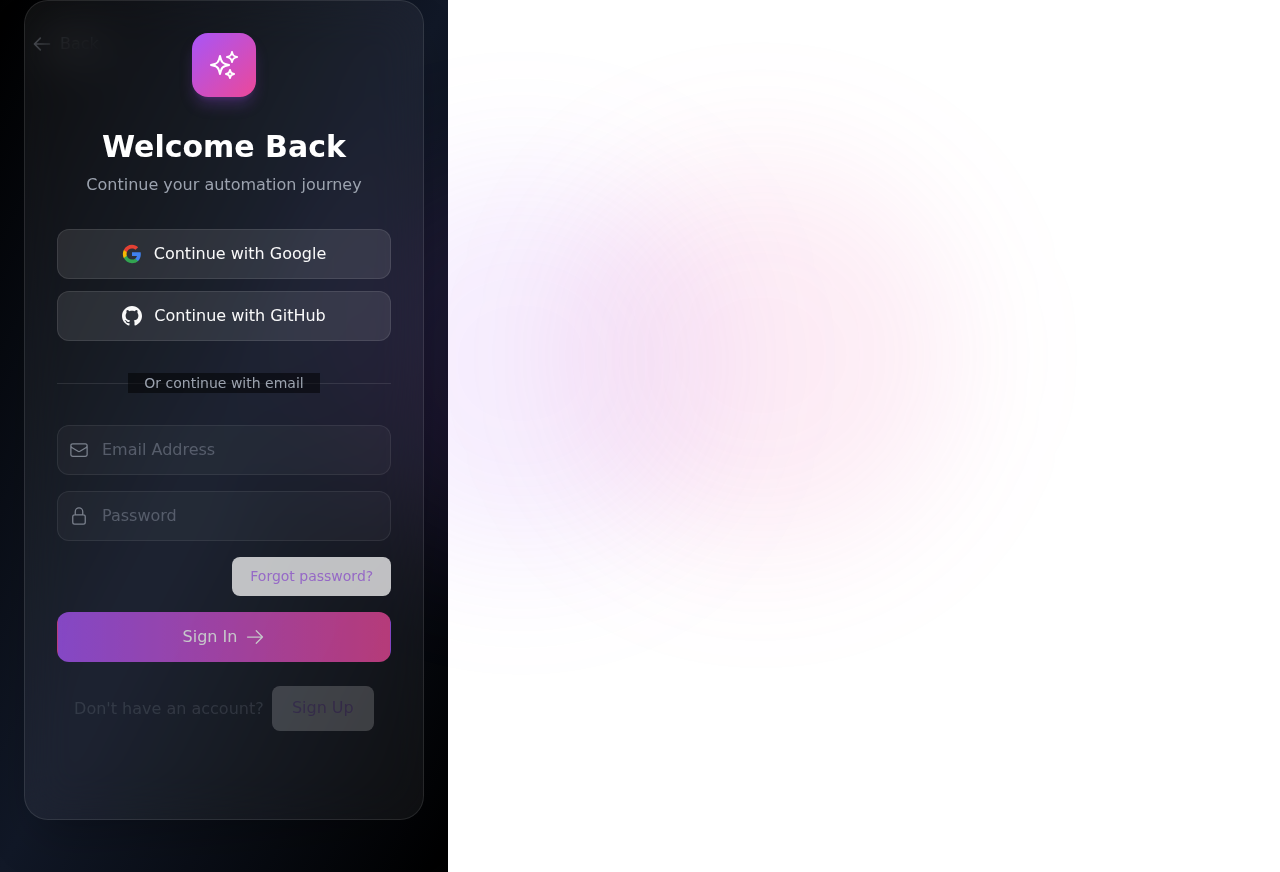 Back
Welcome Back
Continue your automation journey
Continue with Google
Continue with GitHub
Or continue with email
Email Address
Password
Forgot password?
Sign In
Don't have an account? Sign Up